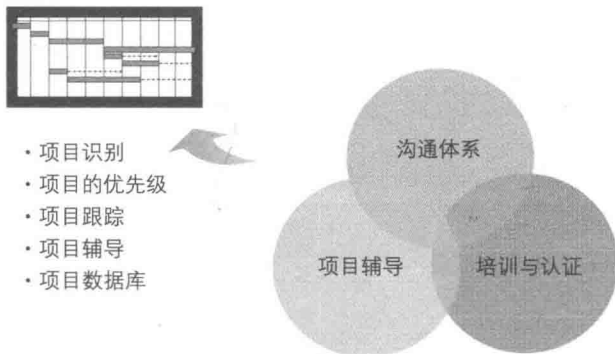 · 项目识别
· 项目的优先级
· 项目跟踪
· 项目辅导
· 项目数据库
沟通体系
项目辅导
培训与认证